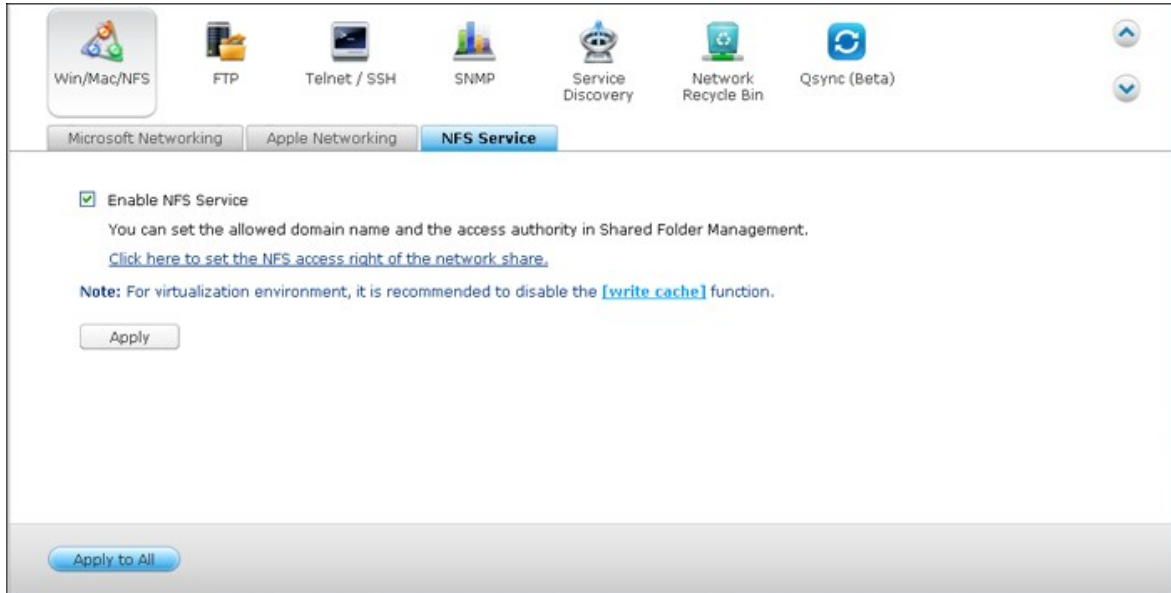 Win/Mac/NFS
FTP
Telnet / SSH
SNMP
Service
Discovery
Network
Recycle Bin
Qsync (Beta)
Microsoft Networking
Apple Networking
NFS Service
Enable NFS Service
You can set the allowed domain name and the access authority in Shared Folder Management.
Click here to set the NFS access right of the network share.
Note: For virtualization environment, it is recommended to disable the [write cache] function.
Apply
Apply to All